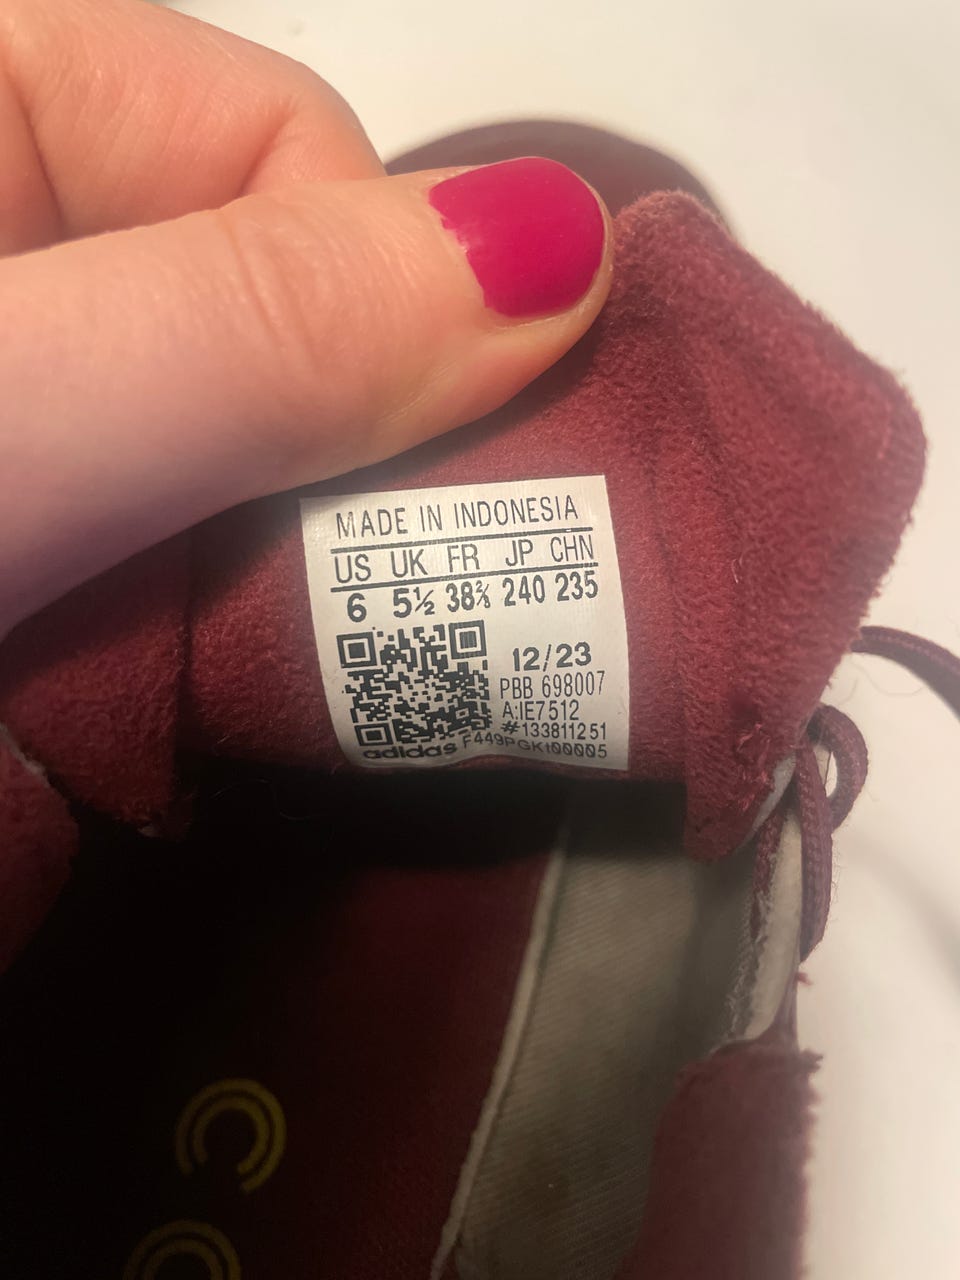 MADE IN INDONESIA
US UK FR JP CHN
6 5½ 38⅔ 240 235
12/23
PBB 698007
A:IE7512
#133811251
adidas F449PGKt00005